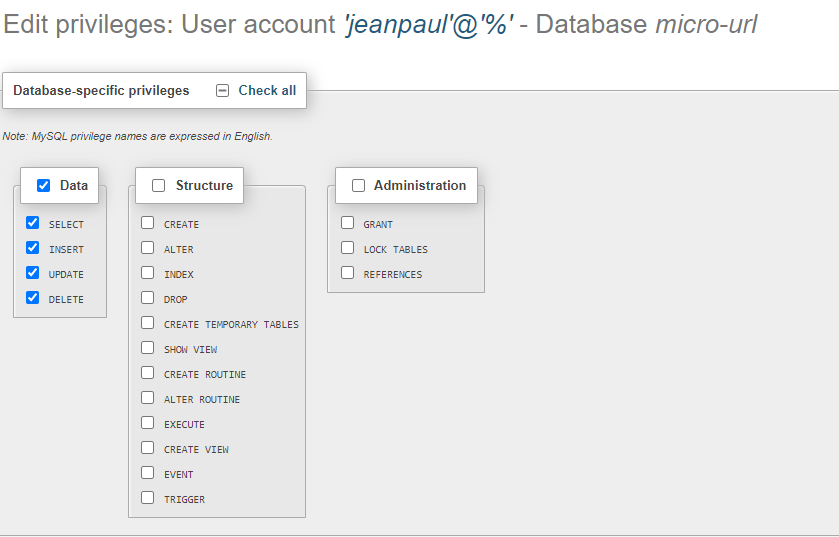 Edit privileges: User account 'jeanpaul'@'%' - Database micro-url
Database-specific privileges Check all
Note: MySQL privilege names are expressed in English.
Data
SELECT
INSERT
UPDATE
DELETE
Structure
CREATE
ALTER
INDEX
DROP
CREATE TEMPORARY TABLES
SHOW VIEW
CREATE ROUTINE
ALTER ROUTINE
EXECUTE
CREATE VIEW
EVENT
TRIGGER
Administration
GRANT
LOCK TABLES
REFERENCES